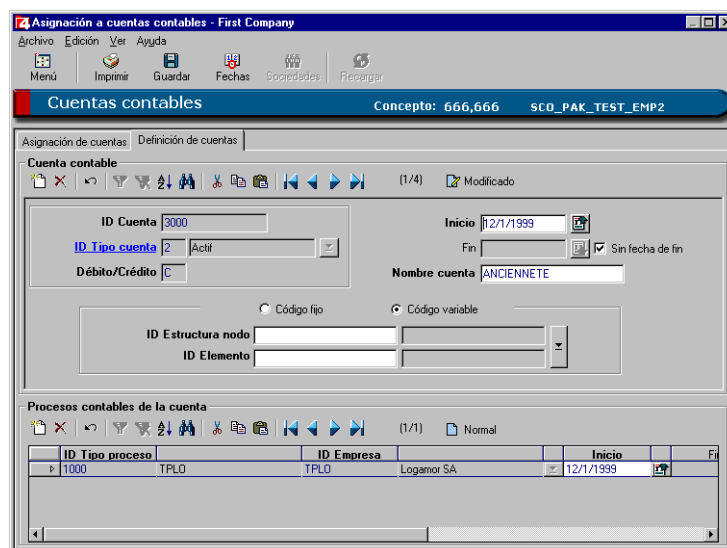 Asignación a cuentas contables - First Company
Archivo Edición Ver Ayuda
Menú Imprimir Guardar Fechas Sociedades Recargar
Cuentas contables Concepto: 666,666 SCO_PAK_TEST_EMP2
Asignación de cuentas Definición de cuentas
Cuenta contable
(1/4) Modificado
ID Cuenta 3000 Inicio 12/1/1999
ID Tipo cuenta 2 Actif Fin Sin fecha de fin
Débito/Crédito C Nombre cuenta ANCIENNETE
Código fijo Código variable
ID Estructura nodo
ID Elemento
Procesos contables de la cuenta
(1/1) Normal
ID Tipo proceso ID Empresa Inicio Fi
1000 TPLO TPLO Logamor SA 12/1/1999